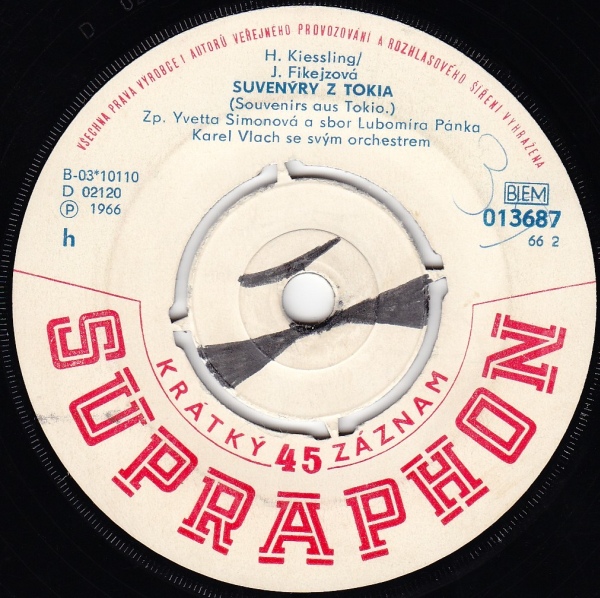 VŠECHNA PRÁVA VÝROBCE I AUTORŮ VEŘEJNÉHO PROVOZOVÁNÍ A ROZHLASOVÉHO ŠÍŘENÍ VYHRAŽENA
H. Kiessling/
J. Fikejzová
SUVENÝRY Z TOKIA
(Souvenirs aus Tokio.)
Zp. Yvetta Simonová a sbor Lubomíra Pánka
Karel Vlach se svým orchestrem
B-03*10110
D 02120
Ⓟ 1966
h
BIEM
013687
66 2
KRÁTKÝ 45 ZÁZNAM
SUPRAPHON